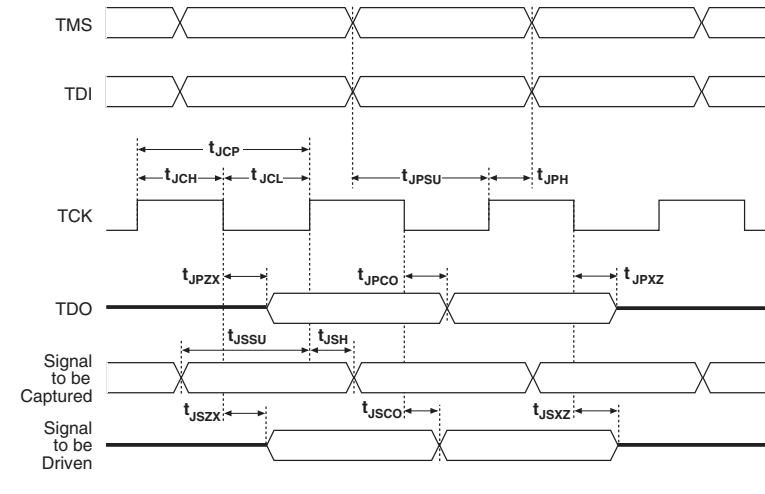 TMS
TDI
tJCP
tJCH
tJCL
tJPSU
tJPH
TCK
tJPZX
tJPCO
tJPXZ
TDO
tJSSU
tJSH
Signal
to be
Captured
tJSZX
tJSCO
tJSXZ
Signal
to be
Driven